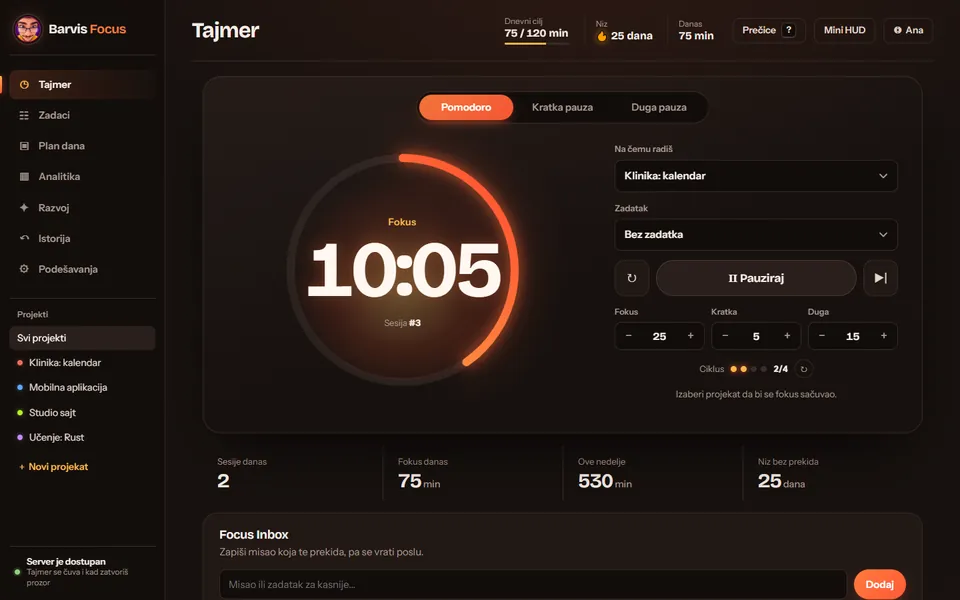 Barvis Focus
Tajmer
Zadaci
Plan dana
Analitika
Razvoj
Istorija
Podešavanja
Projekti
Svi projekti
Klinika: kalendar
Mobilna aplikacija
Studio sajt
Učenje: Rust
+ Novi projekat
Server je dostupan
Tajmer se čuva i kad zatvoriš
prozor
Tajmer
Dnevni cilj
75 / 120 min
Niz
25 dana
Danas
75 min
Prečice ?
Mini HUD
Ana
Pomodoro
Kratka pauza
Duga pauza
Fokus
10:05
Sesija #3
Na čemu radiš
Klinika: kalendar
Zadatak
Bez zadatka
Pauziraj
Fokus
Kratka
Duga
− 25 +
− 5 +
− 15 +
Ciklus 2/4
Izaberi projekat da bi se fokus sačuvao.
Sesije danas
2
Fokus danas
75 min
Ove nedelje
530 min
Niz bez prekida
25 dana
Focus Inbox
Zapiši misao koja te prekida, pa se vrati poslu.
Misao ili zadatak za kasnije...
Dodaj